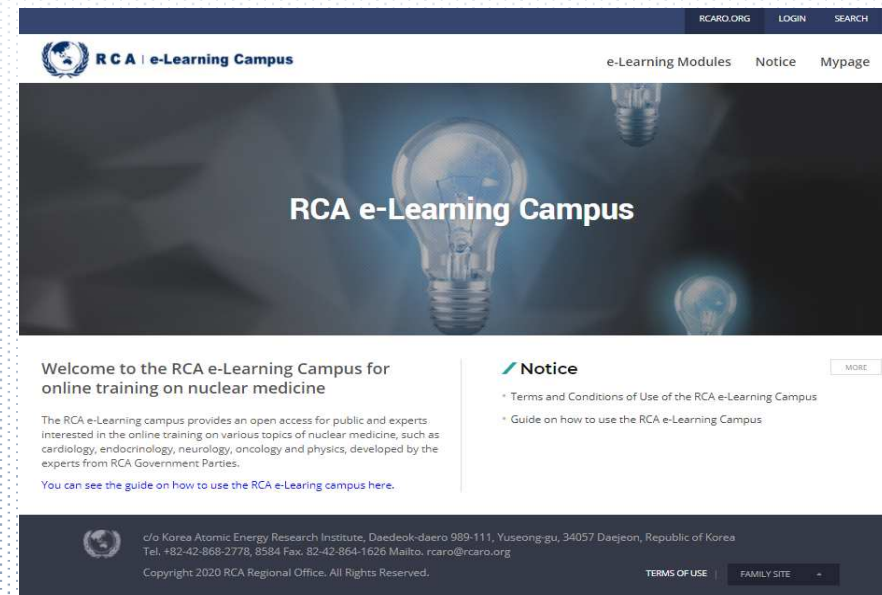 RCARO.ORG LOGIN SEARCH
RCA | e-Learning Campus
e-Learning Modules Notice Mypage
RCA e-Learning Campus
Welcome to the RCA e-Learning Campus for
online training on nuclear medicine
The RCA e-Learning campus provides an open access for public and experts
interested in the online training on various topics of nuclear medicine, such as
cardiology, endocrinology, neurology, oncology and physics, developed by the
experts from RCA Government Parties.
You can see the guide on how to use the RCA e-Learing campus here.
Notice
MORE
Terms and Conditions of Use of the RCA e-Learning Campus
Guide on how to use the RCA e-Learning Campus
c/o Korea Atomic Energy Research Institute, Daedeok-daero 989-111, Yuseong-gu, 34057 Daejeon, Republic of Korea
Tel. +82-42-868-2778, 8584 Fax. 82-42-864-1626 Mailto. rcaro@rcaro.org
Copyright 2020 RCA Regional Office. All Rights Reserved.
TERMS OF USE | FAMILY SITE